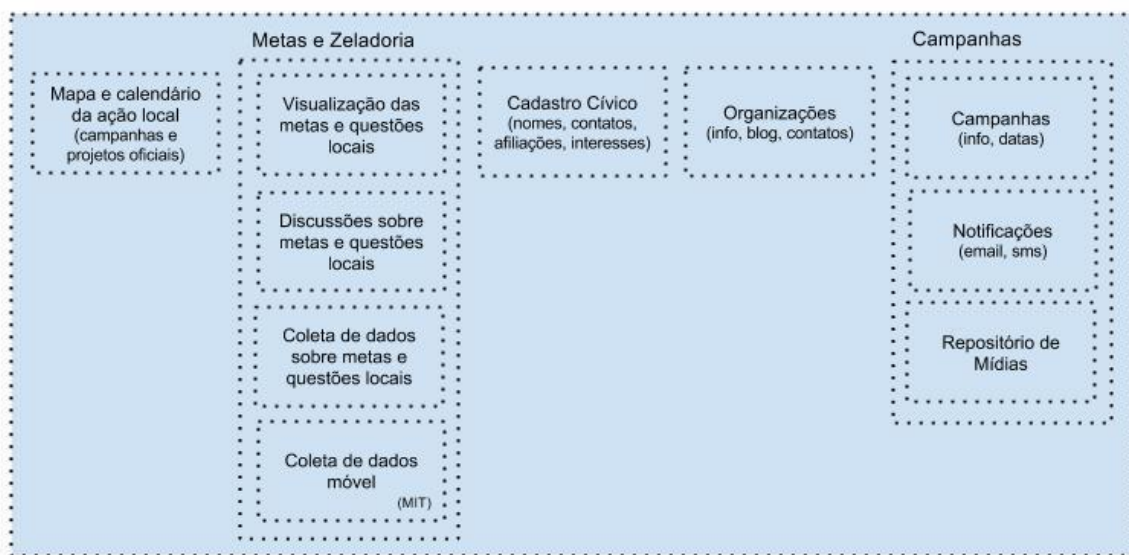 Metas e Zeladoria
Campanhas
Mapa e calendário
da ação local
(campanhas e
projetos oficiais)
Visualização das
metas e questões
locais
Discussões sobre
metas e questões
locais
Coleta de dados
sobre metas e
questões locais
Coleta de dados
móvel
(MIT)
Cadastro Cívico
(nomes, contatos,
afiliações, interesses)
Organizações
(info, blog, contatos)
Campanhas
(info, datas)
Notificações
(email, sms)
Repositório de
Mídias